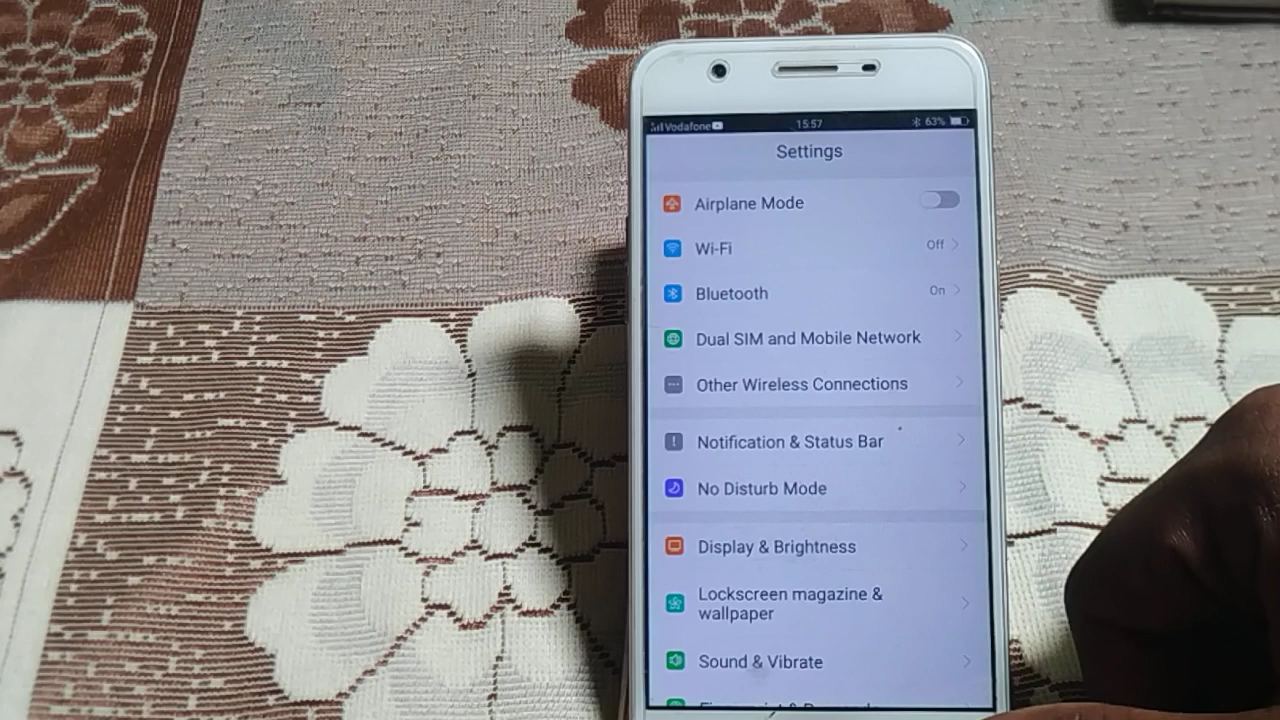 Vodafone 15:57 63%
Settings
Airplane Mode
Wi-Fi Off
Bluetooth On
Dual SIM and Mobile Network
Other Wireless Connections
Notification & Status Bar
No Disturb Mode
Display & Brightness
Lockscreen magazine &
wallpaper
Sound & Vibrate